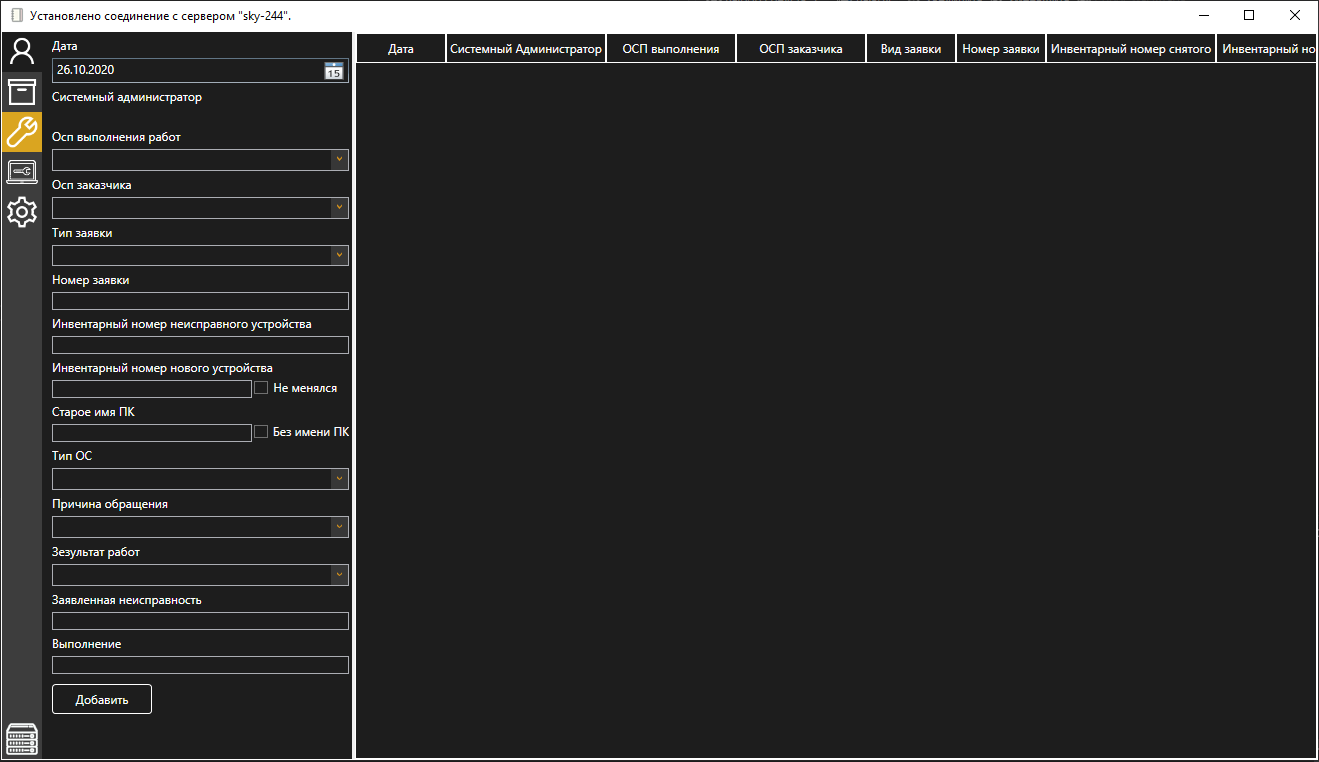 Установлено соединение с сервером "sky-244".
Дата
26.10.2020
15
Системный администратор
Осп выполнения работ
Осп заказчика
Тип заявки
Номер заявки
Инвентарный номер неисправного устройства
Инвентарный номер нового устройства
Не менялся
Старое имя ПК
Без имени ПК
Тип ОС
Причина обращения
Зезультат работ
Заявленная неисправность
Выполнение
Добавить
Дата Системный Администратор ОСП выполнения ОСП заказчика Вид заявки Номер заявки Инвентарный номер снятого Инвентарный но